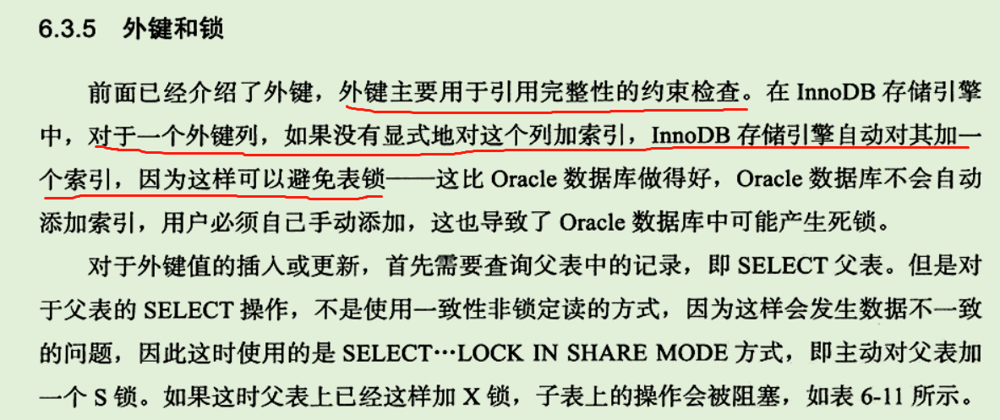 6.3.5 外键和锁
前面已经介绍了外键，外键主要用于引用完整性的约束检查。在 InnoDB 存储引擎
中，对于一个外键列，如果没有显式地对这个列加索引，InnoDB 存储引擎自动对其加一
个索引，因为这样可以避免表锁——这比 Oracle 数据库做得好，Oracle 数据库不会自动
添加索引，用户必须自己手动添加，这也导致了 Oracle 数据库中可能产生死锁。
对于外键值的插入或更新，首先需要查询父表中的记录，即 SELECT 父表。但是对
于父表的 SELECT 操作，不是使用一致性非锁定读的方式，因为这样会发生数据不一致
的问题，因此这时使用的是 SELECT…LOCK IN SHARE MODE 方式，即主动对父表加
一个 S 锁。如果这时父表上已经这样加 X 锁，子表上的操作会被阻塞，如表 6-11 所示。